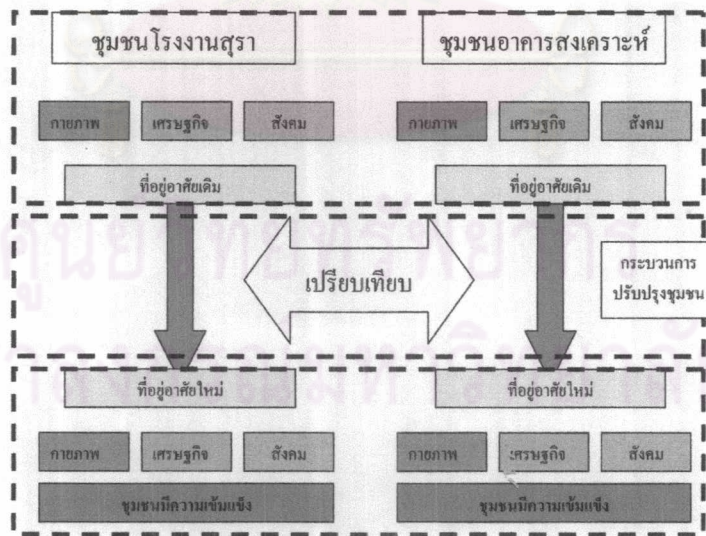 ชุมชนโรงงานสุรา ชุมชนอาคารสงเคราะห์
กายภาพ เศรษฐกิจ สังคม กายภาพ เศรษฐกิจ สังคม
ที่อยู่อาศัยเดิม ที่อยู่อาศัยเดิม
เปรียบเทียบ
กระบวนการ
ปรับปรุงชุมชน
ที่อยู่อาศัยใหม่ ที่อยู่อาศัยใหม่
กายภาพ เศรษฐกิจ สังคม กายภาพ เศรษฐกิจ สังคม
ชุมชนมีความเข้มแข็ง ชุมชนมีความเข้มแข็ง